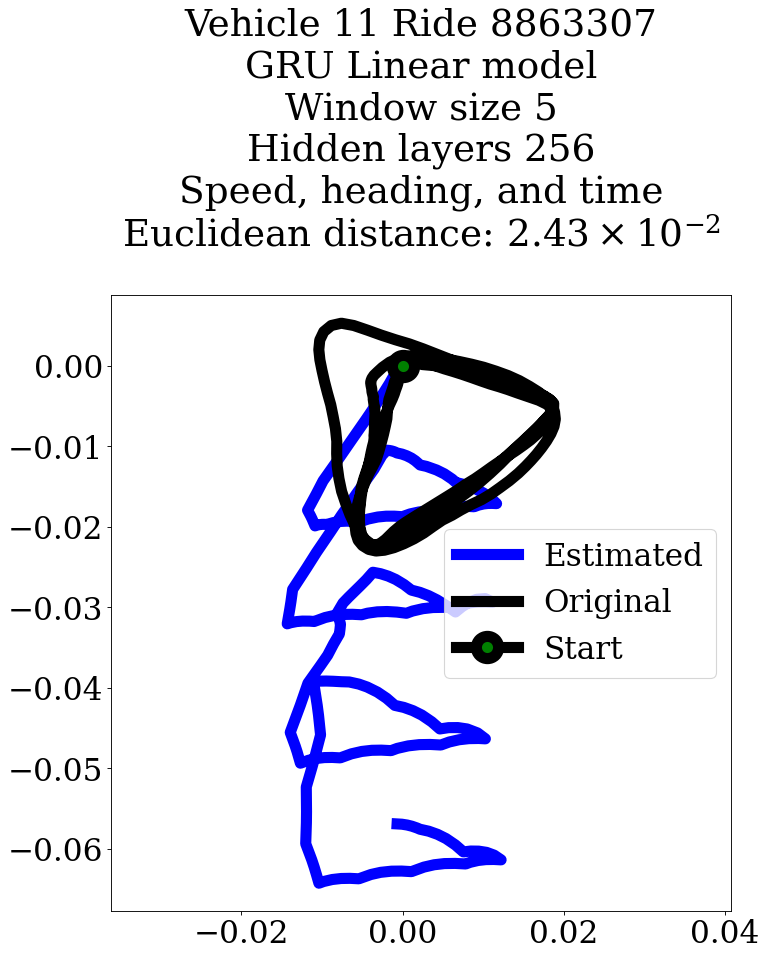 Vehicle 11 Ride 8863307
GRU Linear model
Window size 5
Hidden layers 256
Speed, heading, and time
Euclidean distance: 2.43 × 10⁻²
0.00
−0.01
−0.02
−0.03
−0.04
−0.05
−0.06
Estimated
Original
Start
−0.02 0.00 0.02 0.04